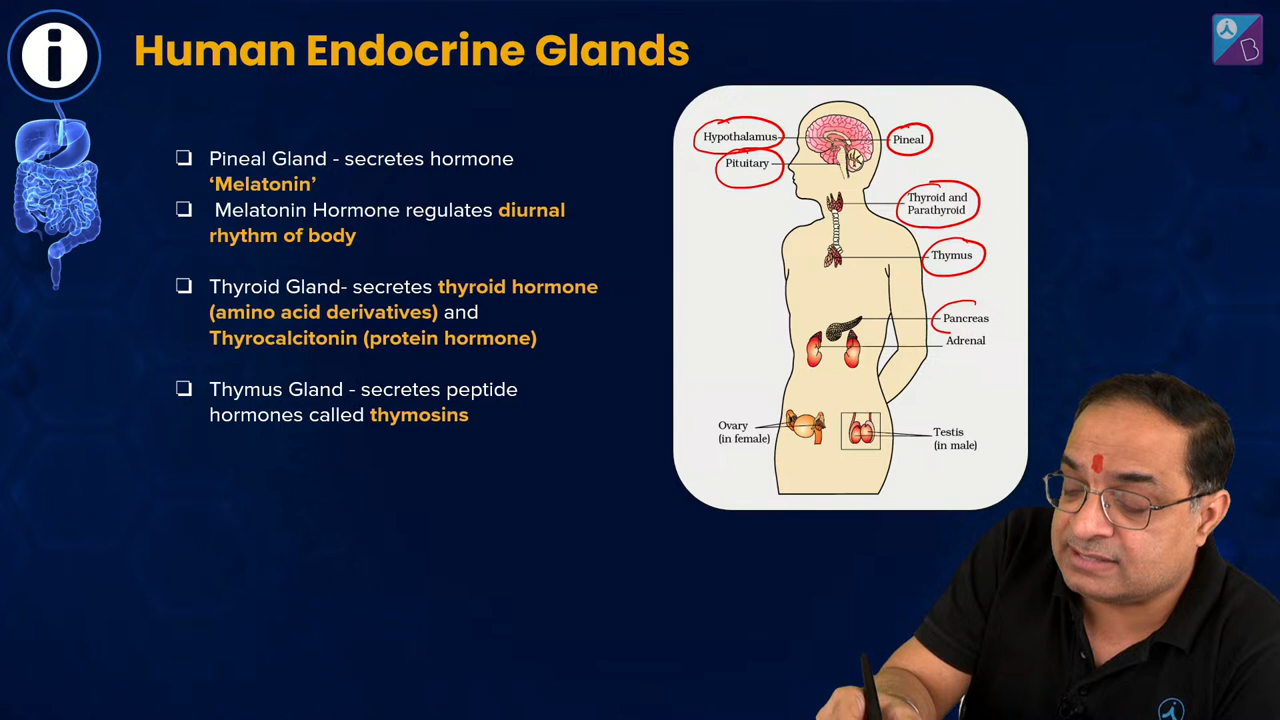 Human Endocrine Glands
Pineal Gland - secretes hormone
‘Melatonin’
Melatonin Hormone regulates diurnal
rhythm of body
Thyroid Gland- secretes thyroid hormone
(amino acid derivatives) and
Thyrocalcitonin (protein hormone)
Thymus Gland - secretes peptide
hormones called thymosins
Hypothalamus
Pituitary
Pineal
Thyroid and
Parathyroid
Thymus
Pancreas
Adrenal
Ovary
(in female)
Testis
(in male)
B